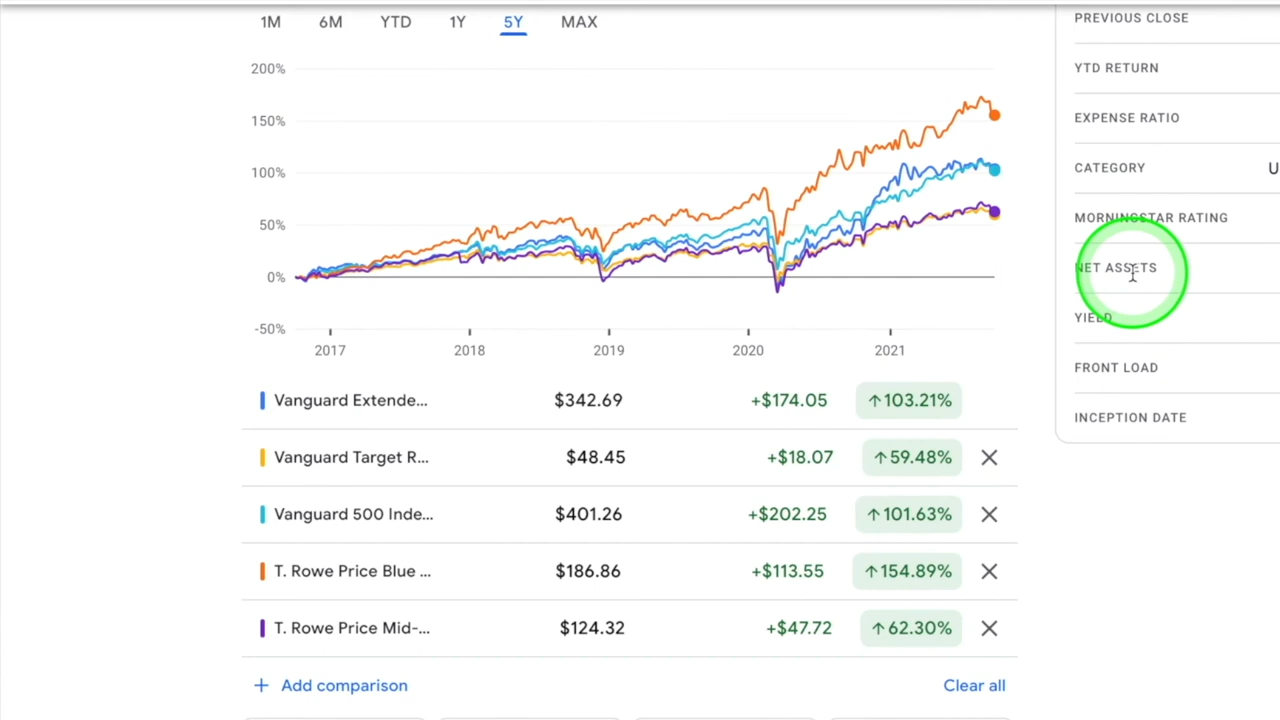 1M 6M YTD 1Y 5Y MAX
200%
150%
100%
50%
0%
-50%
2017 2018 2019 2020 2021
Vanguard Extende... $342.69 +$174.05 ↑103.21%
Vanguard Target R... $48.45 +$18.07 ↑59.48%
Vanguard 500 Inde... $401.26 +$202.25 ↑101.63%
T. Rowe Price Blue ... $186.86 +$113.55 ↑154.89%
T. Rowe Price Mid-... $124.32 +$47.72 ↑62.30%
+ Add comparison Clear all
PREVIOUS CLOSE
YTD RETURN
EXPENSE RATIO
CATEGORY U
MORNINGSTAR RATING
NET ASSETS
YIELD
FRONT LOAD
INCEPTION DATE